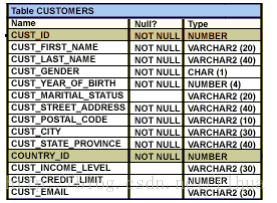 Table CUSTOMERS
Name Null? Type
CUST_ID NOT NULL NUMBER
CUST_FIRST_NAME NOT NULL VARCHAR2 (20)
CUST_LAST_NAME NOT NULL VARCHAR2 (40)
CUST_GENDER NOT NULL CHAR (1)
CUST_YEAR_OF_BIRTH NOT NULL NUMBER (4)
CUST_MARITIAL_STATUS VARCHAR2 (20)
CUST_STREET_ADDRESS NOT NULL VARCHAR2 (40)
CUST_POSTAL_CODE NOT NULL VARCHAR2 (10)
CUST_CITY NOT NULL VARCHAR2 (30)
CUST_STATE_PROVINCE NOT NULL VARCHAR2 (40)
COUNTRY_ID NOT NULL NUMBER
CUST_INCOME_LEVEL VARCHAR2 (30)
CUST_CREDIT_LIMIT NUMBER
CUST_EMAIL VARCHAR2 (30)